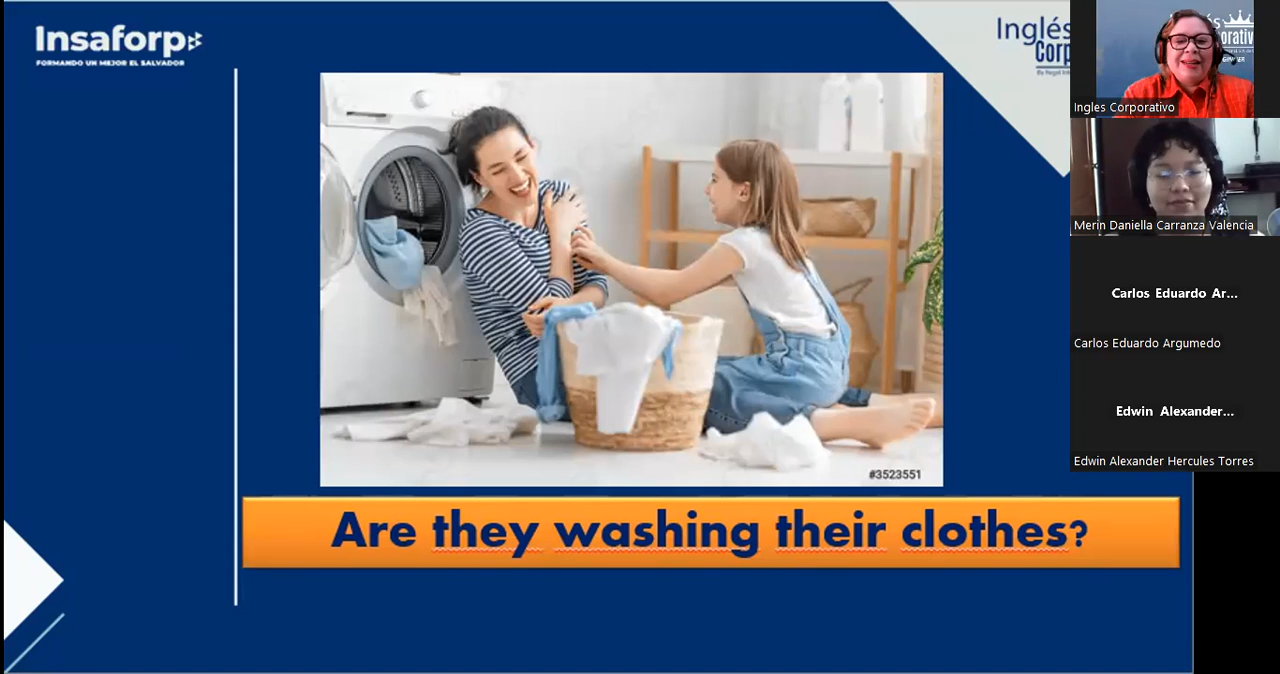 Insaforp
FORMANDO UN MEJOR EL SALVADOR
Inglés
Corp
#3523551
Are they washing their clothes?
Ingles Corporativo
Merin Daniella Carranza Valencia
Carlos Eduardo Ar...
Carlos Eduardo Argumedo
Edwin Alexander...
Edwin Alexander Hercules Torres